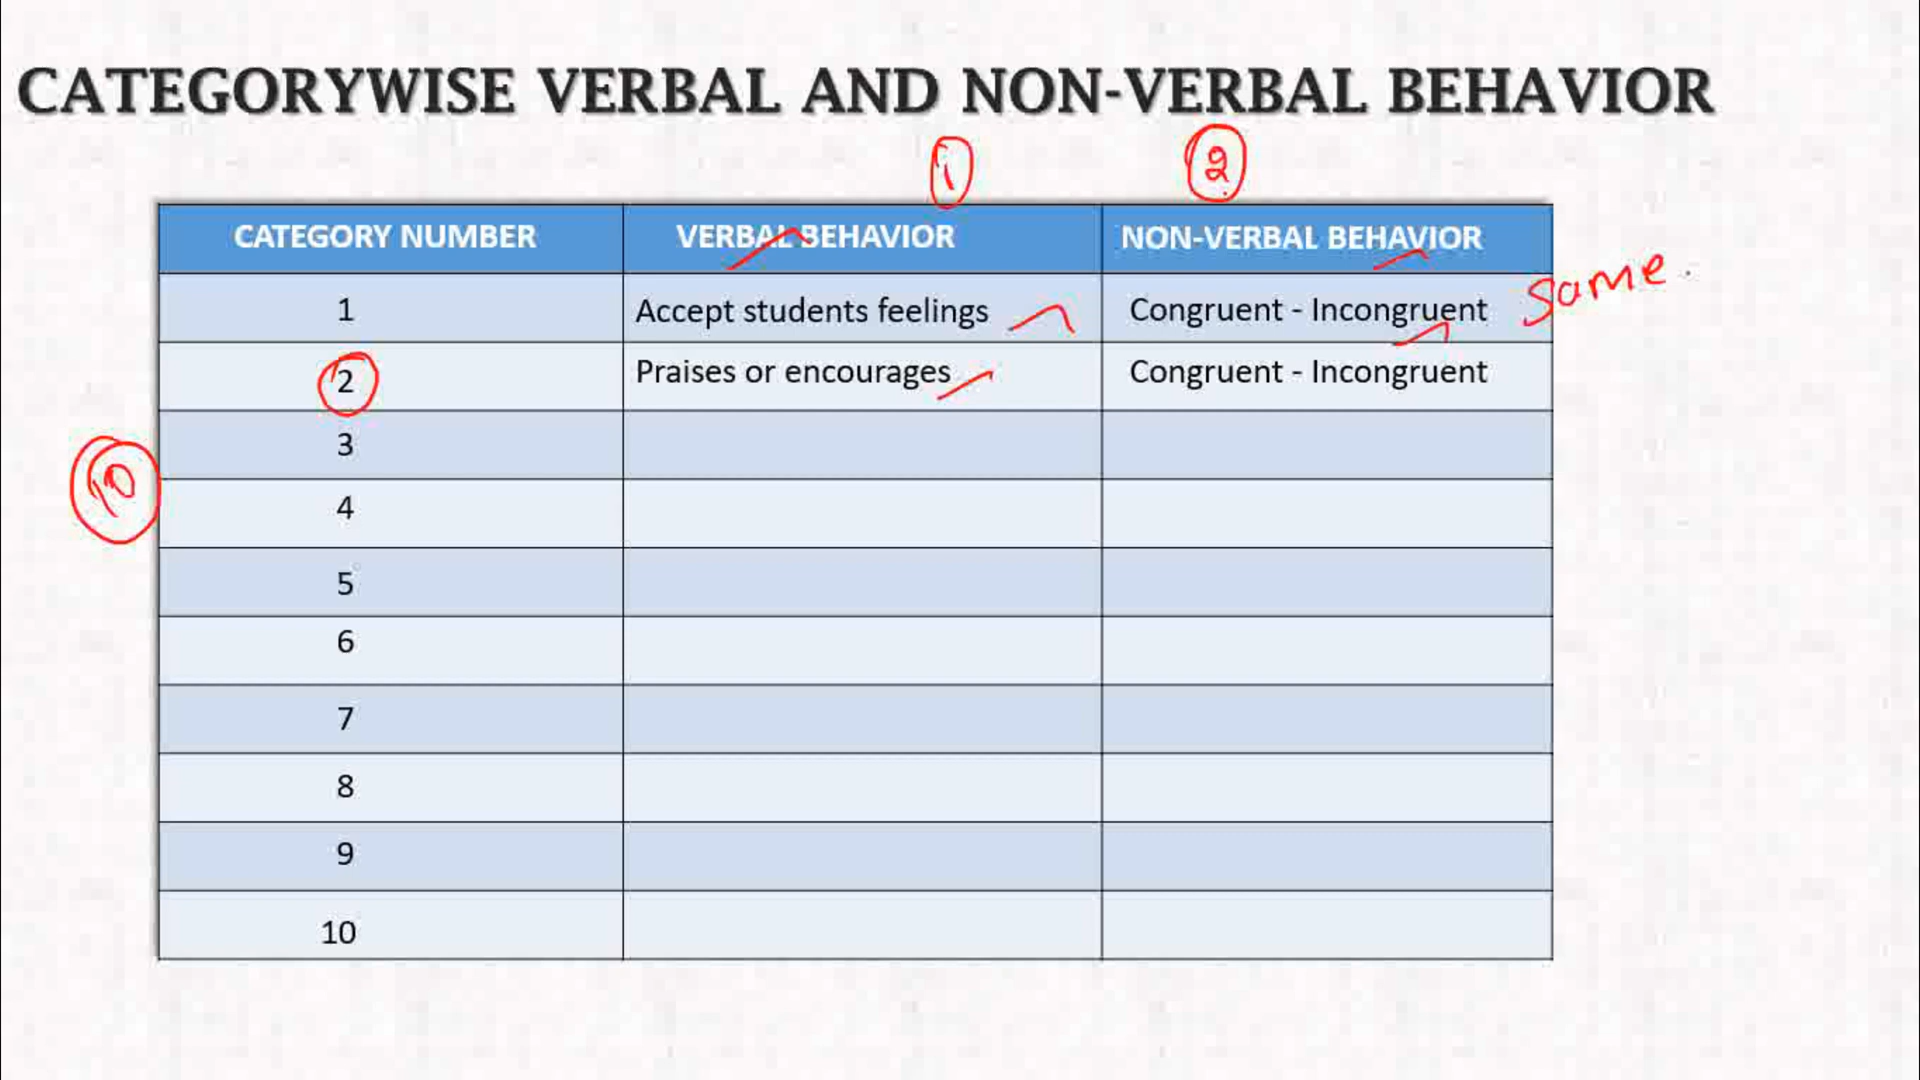 CATEGORYWISE VERBAL AND NON-VERBAL BEHAVIOR
1 2
CATEGORY NUMBER VERBAL BEHAVIOR NON-VERBAL BEHAVIOR
1 Accept students feelings Congruent - Incongruent same.
2 Praises or encourages Congruent - Incongruent
3
10
4
5
6
7
8
9
10